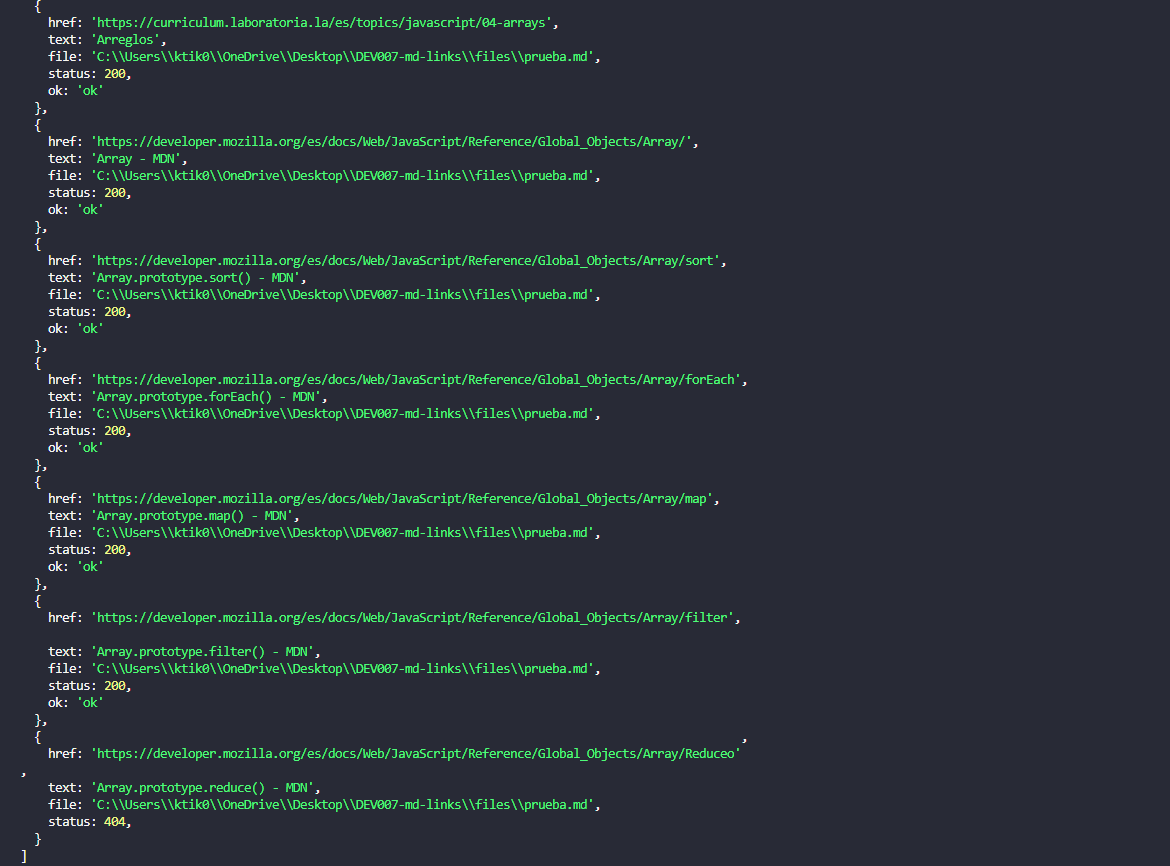 {
href: 'https://curriculum.laboratoria.la/es/topics/javascript/04-arrays',
text: 'Arreglos',
file: 'C:\\Users\\ktik0\\OneDrive\\Desktop\\DEV007-md-links\\files\\prueba.md',
status: 200,
ok: 'ok'
},
{
href: 'https://developer.mozilla.org/es/docs/Web/JavaScript/Reference/Global_Objects/Array/',
text: 'Array - MDN',
file: 'C:\\Users\\ktik0\\OneDrive\\Desktop\\DEV007-md-links\\files\\prueba.md',
status: 200,
ok: 'ok'
},
{
href: 'https://developer.mozilla.org/es/docs/Web/JavaScript/Reference/Global_Objects/Array/sort',
text: 'Array.prototype.sort() - MDN',
file: 'C:\\Users\\ktik0\\OneDrive\\Desktop\\DEV007-md-links\\files\\prueba.md',
status: 200,
ok: 'ok'
},
{
href: 'https://developer.mozilla.org/es/docs/Web/JavaScript/Reference/Global_Objects/Array/forEach',
text: 'Array.prototype.forEach() - MDN',
file: 'C:\\Users\\ktik0\\OneDrive\\Desktop\\DEV007-md-links\\files\\prueba.md',
status: 200,
ok: 'ok'
},
{
href: 'https://developer.mozilla.org/es/docs/Web/JavaScript/Reference/Global_Objects/Array/map',
text: 'Array.prototype.map() - MDN',
file: 'C:\\Users\\ktik0\\OneDrive\\Desktop\\DEV007-md-links\\files\\prueba.md',
status: 200,
ok: 'ok'
},
{
href: 'https://developer.mozilla.org/es/docs/Web/JavaScript/Reference/Global_Objects/Array/filter',
text: 'Array.prototype.filter() - MDN',
file: 'C:\\Users\\ktik0\\OneDrive\\Desktop\\DEV007-md-links\\files\\prueba.md',
status: 200,
ok: 'ok'
},
{ ,
href: 'https://developer.mozilla.org/es/docs/Web/JavaScript/Reference/Global_Objects/Array/Reduceo'
,
text: 'Array.prototype.reduce() - MDN',
file: 'C:\\Users\\ktik0\\OneDrive\\Desktop\\DEV007-md-links\\files\\prueba.md',
status: 404,
}
]